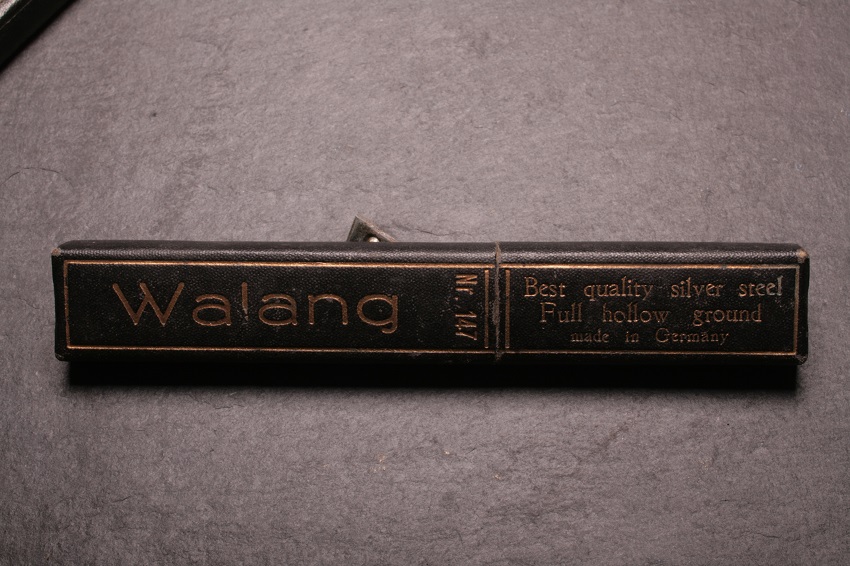 Walang
Nr. 147
Best quality silver steel
Full hollow ground
made in Germany